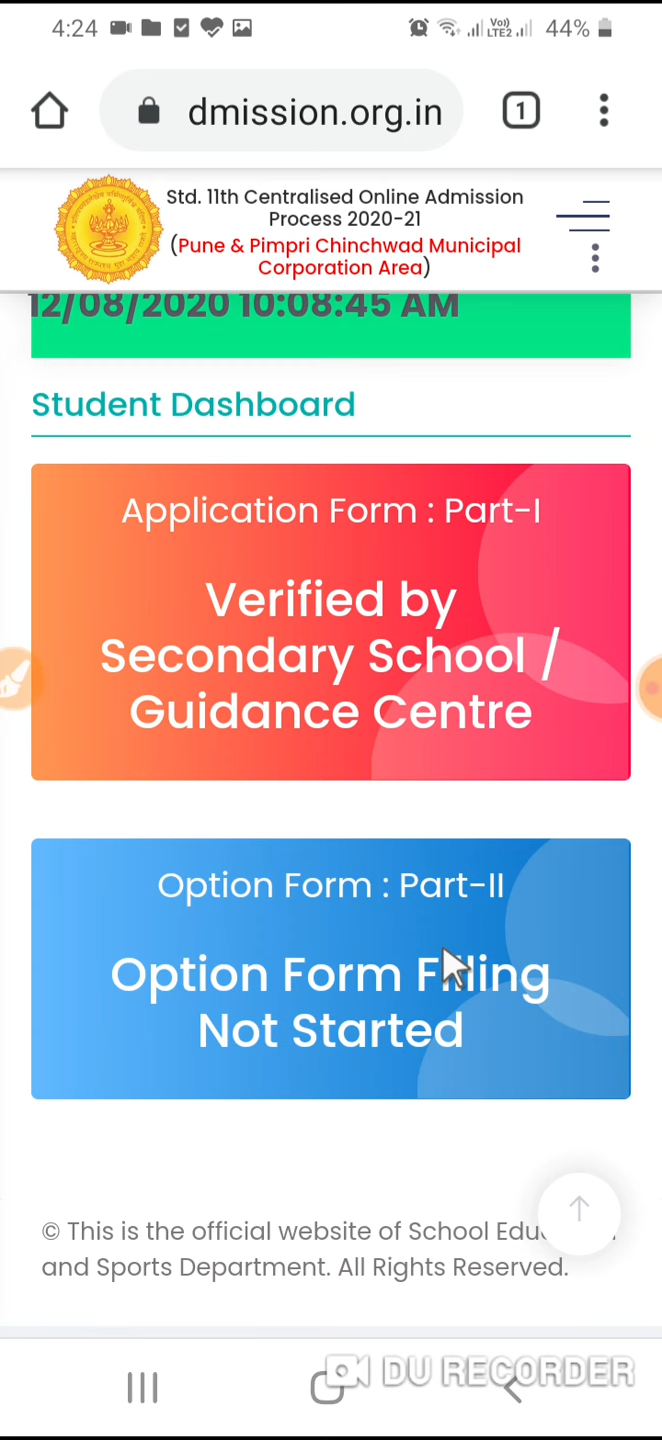 4:24
Vo))
LTE2
44%
dmission.org.in
1
Std. 11th Centralised Online Admission
Process 2020-21
(Pune & Pimpri Chinchwad Municipal
Corporation Area)
12/08/2020 10:08:45 AM
Student Dashboard
Application Form : Part-I
Verified by
Secondary School /
Guidance Centre
Option Form : Part-II
Option Form Filling
Not Started
© This is the official website of School
and Sports Department. All Rights Reserved.
DU RECORDER